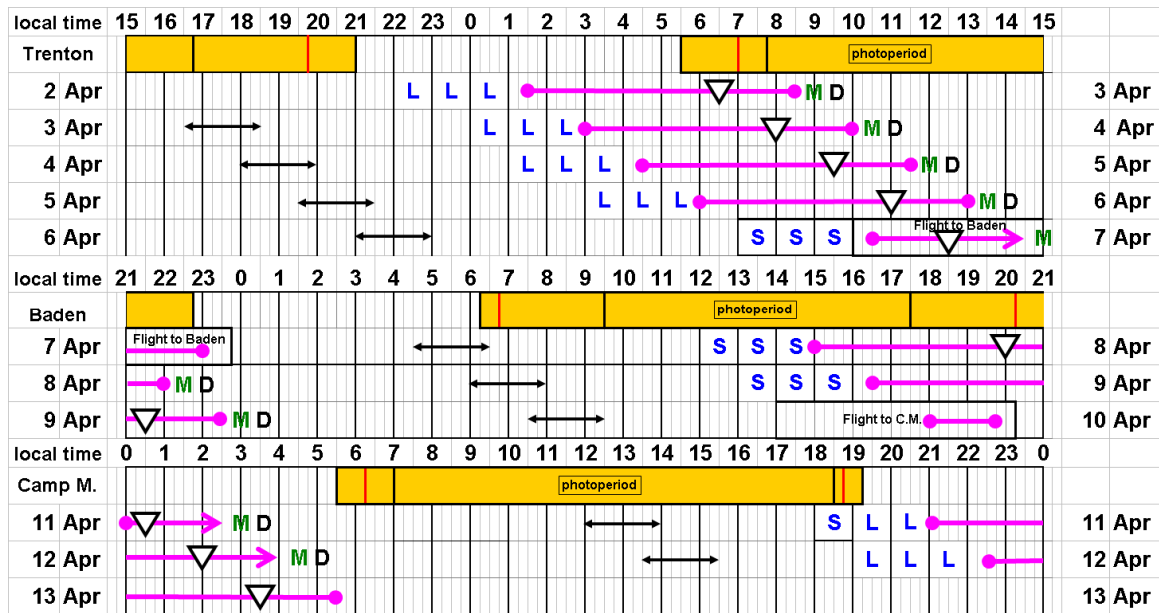 local time 15 16 17 18 19 20 21 22 23 0 1 2 3 4 5 6 7 8 9 10 11 12 13 14 15
Trenton photoperiod
2 Apr L L L M D 3 Apr
3 Apr L L L M D 4 Apr
4 Apr L L L M D 5 Apr
5 Apr L L L M D 6 Apr
6 Apr S S S Flight to Baden M 7 Apr
local time 21 22 23 0 1 2 3 4 5 6 7 8 9 10 11 12 13 14 15 16 17 18 19 20 21
Baden photoperiod
7 Apr Flight to Baden S S S 8 Apr
8 Apr M D S S S 9 Apr
9 Apr M D Flight to C.M. 10 Apr
local time 0 1 2 3 4 5 6 7 8 9 10 11 12 13 14 15 16 17 18 19 20 21 22 23 0
Camp M. photoperiod
11 Apr M D S L L 11 Apr
12 Apr M D L L L 12 Apr
13 Apr 13 Apr